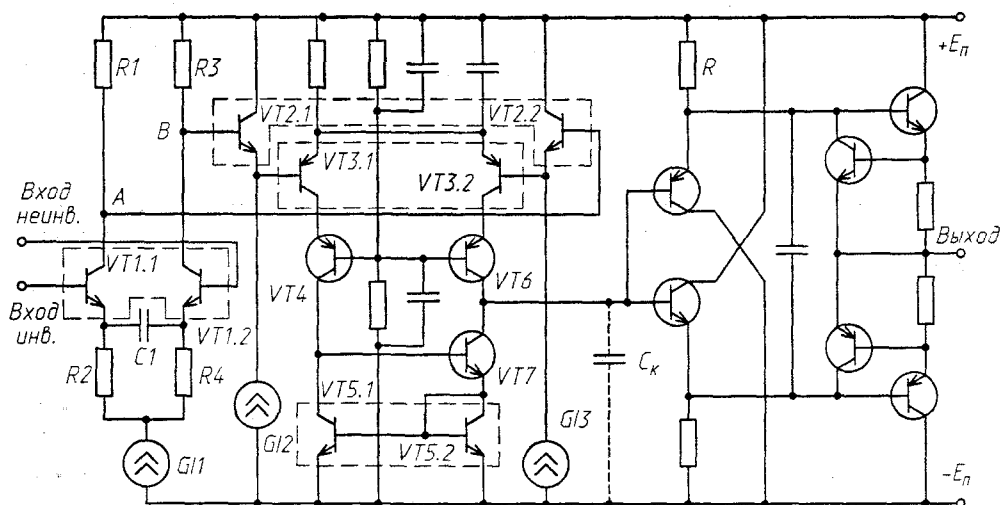 R1
R3
R
+Eп
VT2.1
VT2.2
B
VT3.1
VT3.2
A
Вход
неинв.
VT1.1
Вход
инв.
C1
VT1.2
R2
R4
GI1
GI2
VT4
VT6
VT7
VT5.1
VT5.2
GI3
Cк
Выход
-Eп